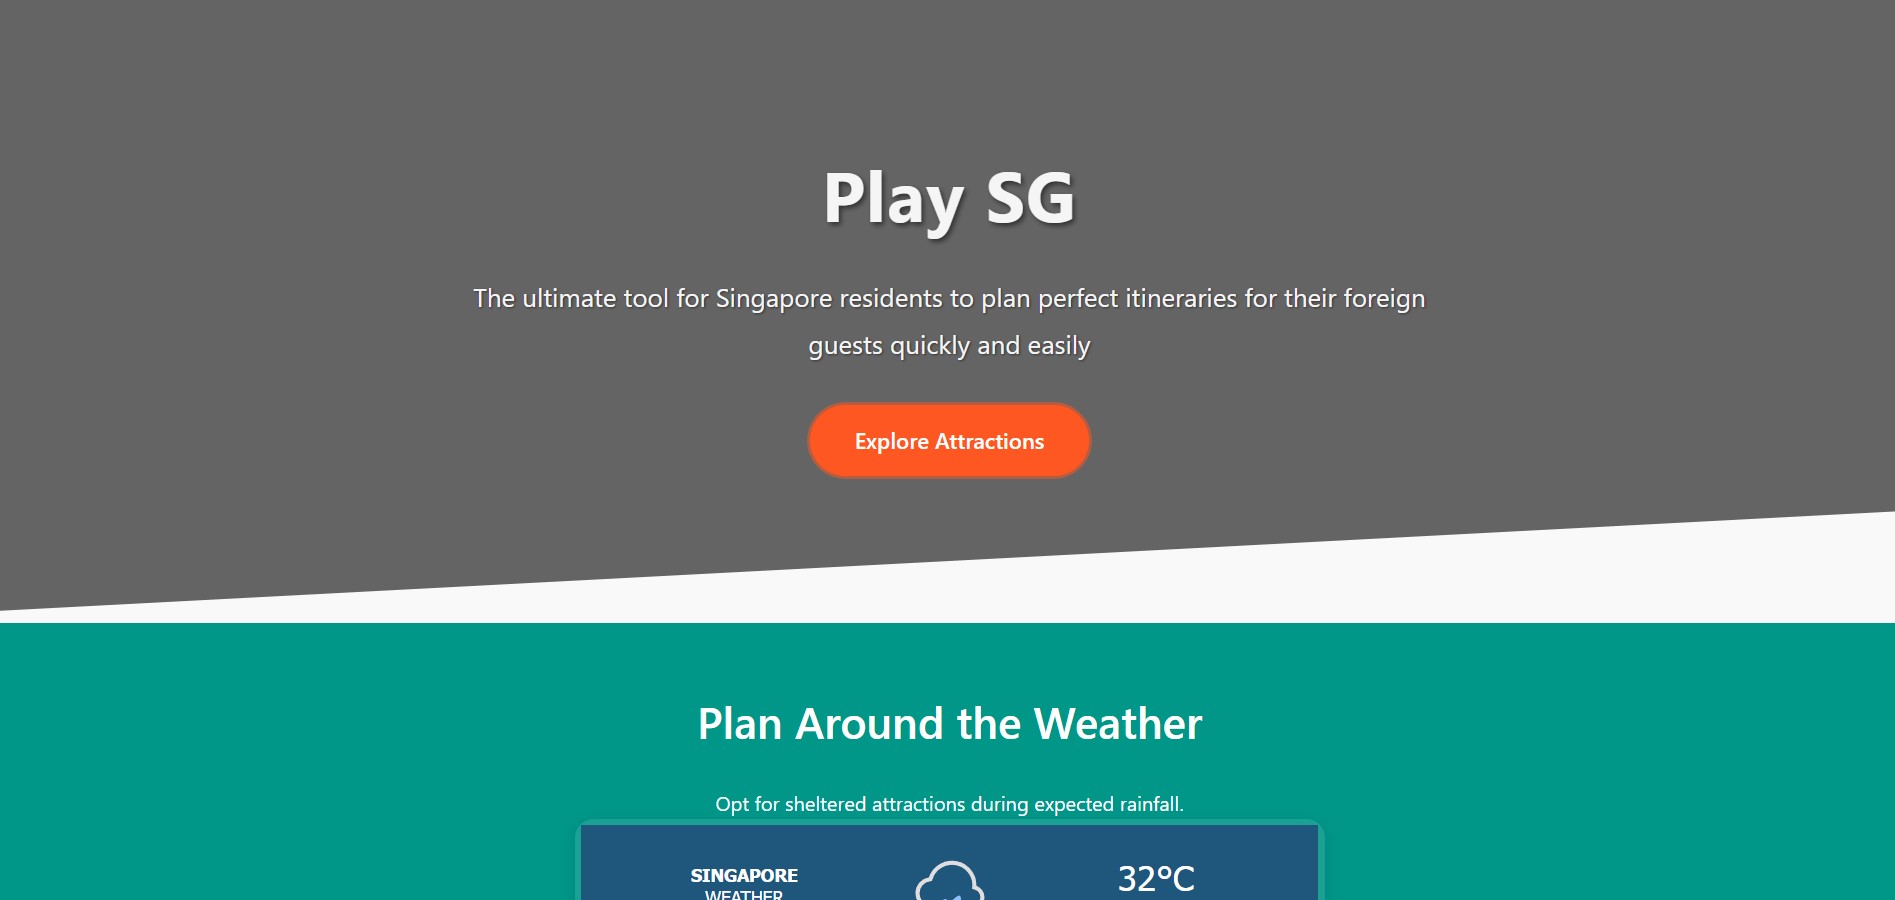 Play SG
The ultimate tool for Singapore residents to plan perfect itineraries for their foreign
guests quickly and easily
Explore Attractions
Plan Around the Weather
Opt for sheltered attractions during expected rainfall.
SINGAPORE
WEATHER
32°C